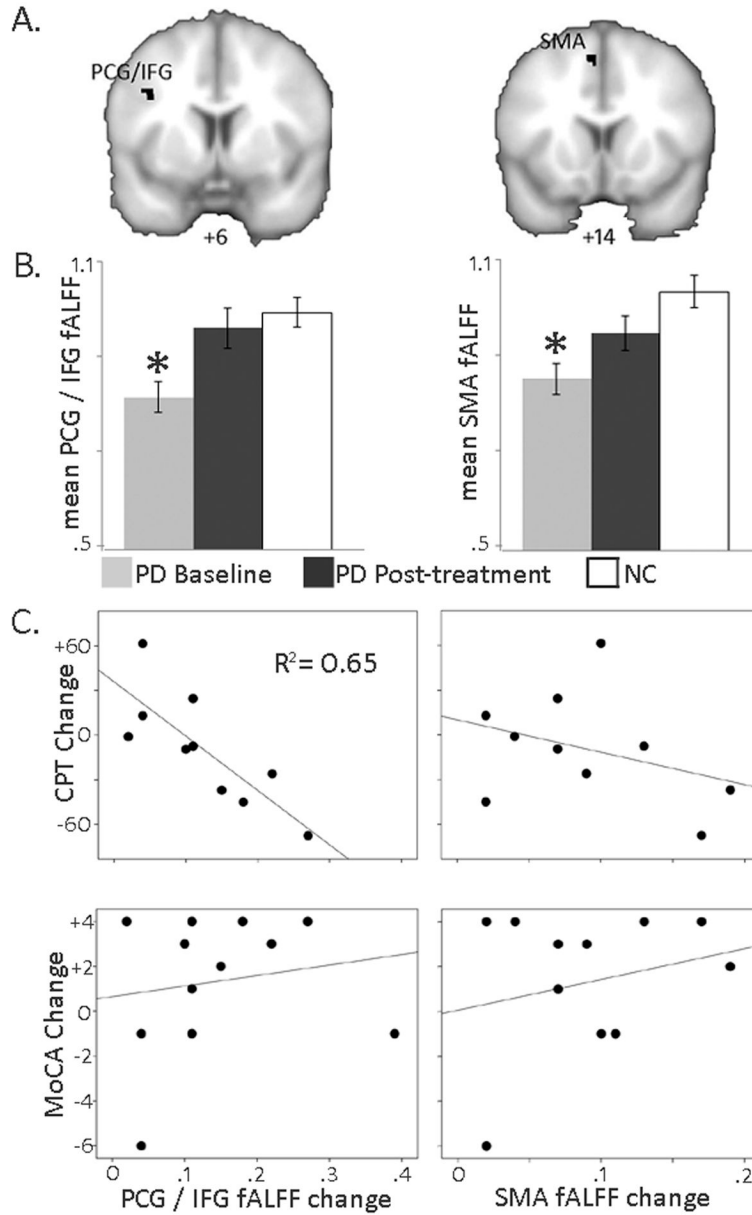 A.
PCG/IFG
SMA
+6
+14
B.
1.1
mean PCG / IFG fALFF
*
.5
1.1
mean SMA fALFF
*
.5
PD Baseline
PD Post-treatment
NC
C.
CPT Change
+60
0
-60
R²= 0.65
MoCA Change
+4
+2
0
-2
-4
-6
0
.1
.2
.3
.4
PCG / IFG fALFF change
0
.1
.2
SMA fALFF change